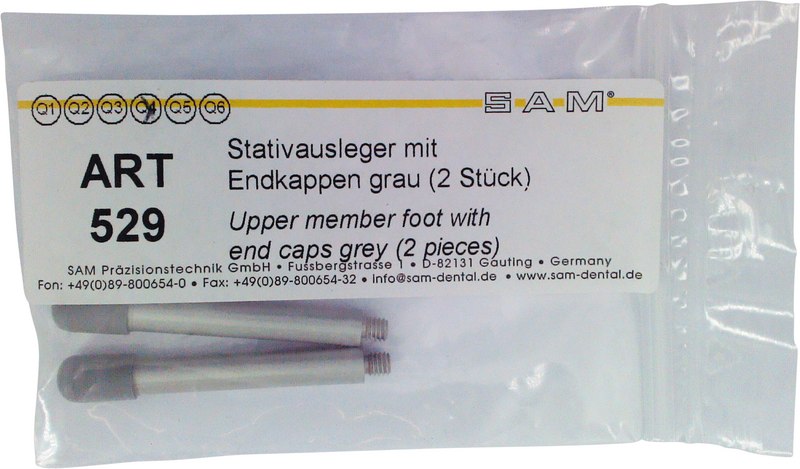 Q1 Q2 Q3 Q4 Q5 Q6 SAM®
ART
529
Stativausleger mit
Endkappen grau (2 Stück)
Upper member foot with
end caps grey (2 pieces)
SAM Präzisionstechnik GmbH • Fussbergstrasse 1 • D-82131 Gauting • Germany
Fon: +49(0)89-800654-0 • Fax: +49(0)89-800654-32 • info@sam-dental.de • www.sam-dental.de